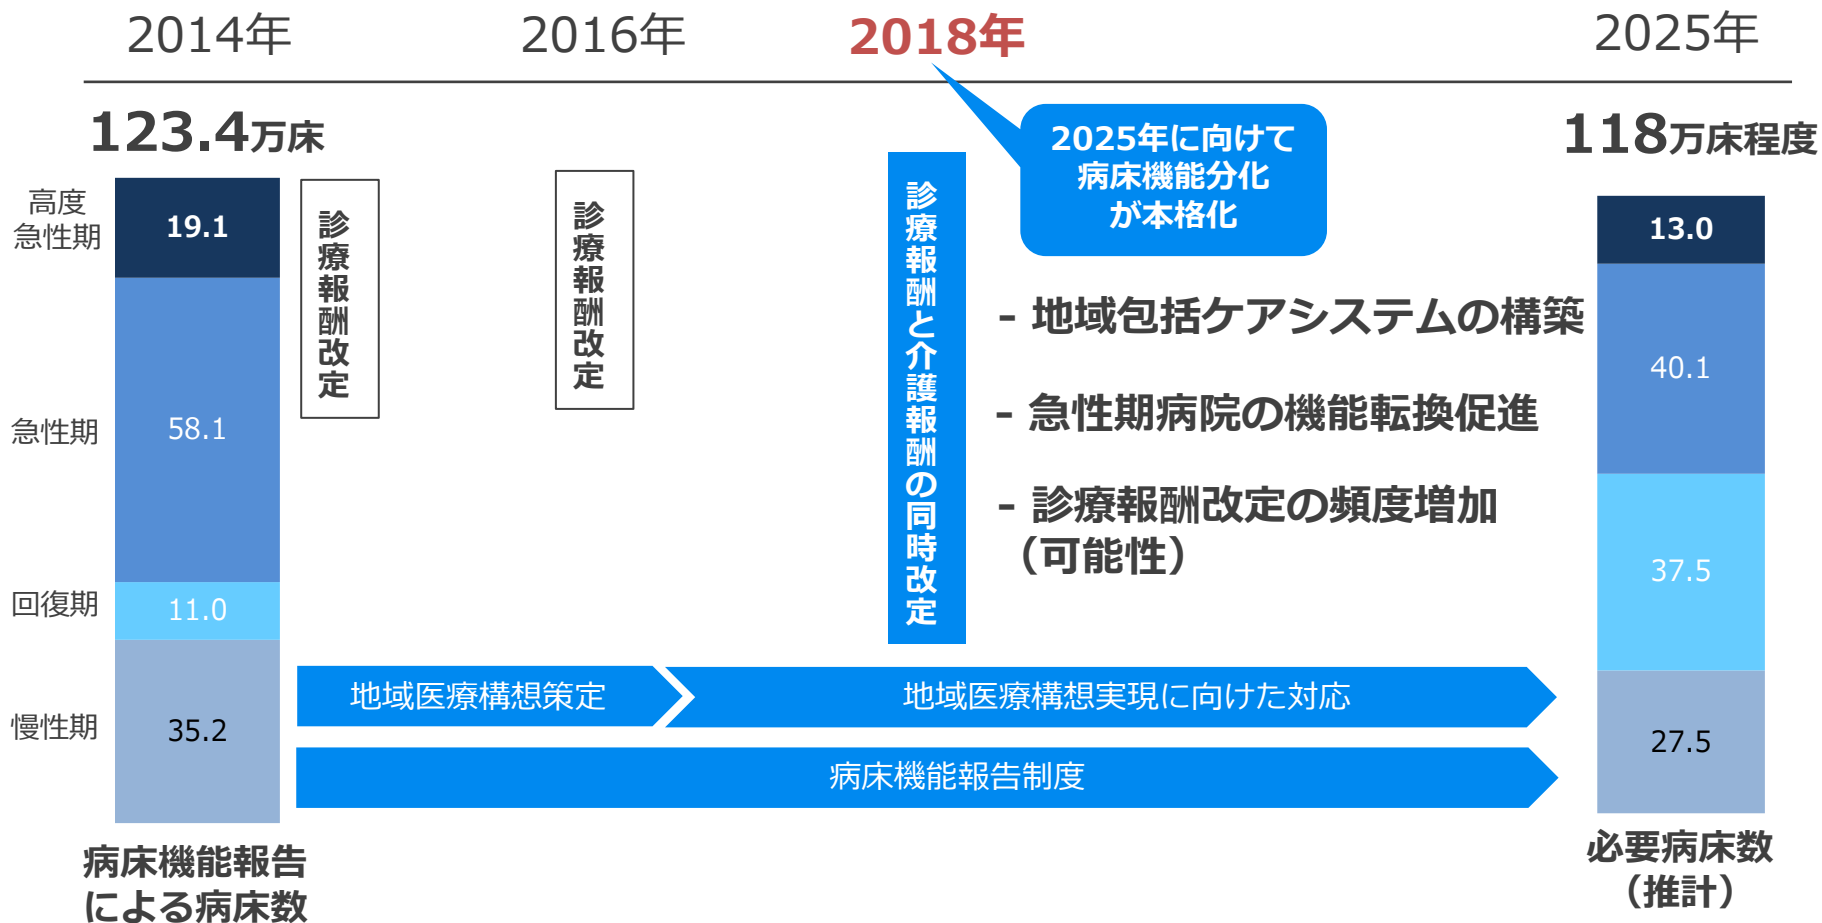 2014年
2016年
2018年
2025年
123.4万床
118万床程度
2025年に向けて
病床機能分化
が本格化
高度
急性期
19.1
急性期
58.1
回復期
11.0
慢性期
35.2
診療報酬改定
診療報酬改定
診療報酬と介護報酬の同時改定
- 地域包括ケアシステムの構築
- 急性期病院の機能転換促進
- 診療報酬改定の頻度増加
（可能性）
13.0
40.1
37.5
27.5
地域医療構想策定
地域医療構想実現に向けた対応
病床機能報告制度
病床機能報告
による病床数
必要病床数
（推計）